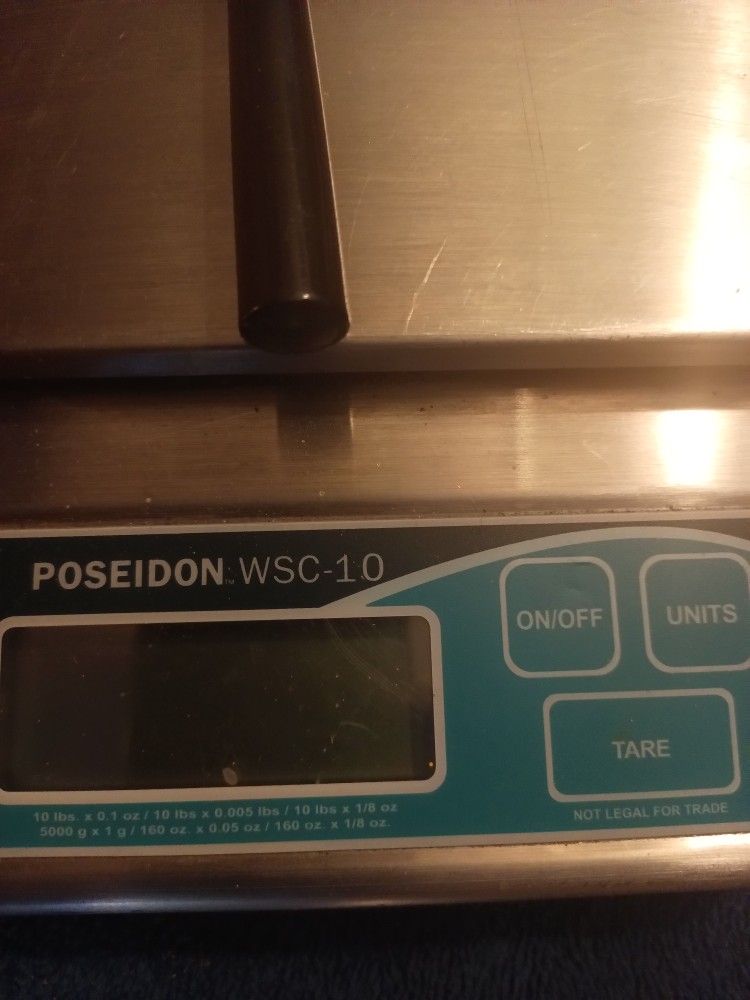 POSEIDON™ WSC-10
ON/OFF
UNITS
TARE
10 lbs. x 0.1 oz / 10 lbs x 0.005 lbs / 10 lbs x 1/8 oz
5000 g x 1 g / 160 oz. x 0.05 oz / 160 oz. x 1/8 oz.
NOT LEGAL FOR TRADE